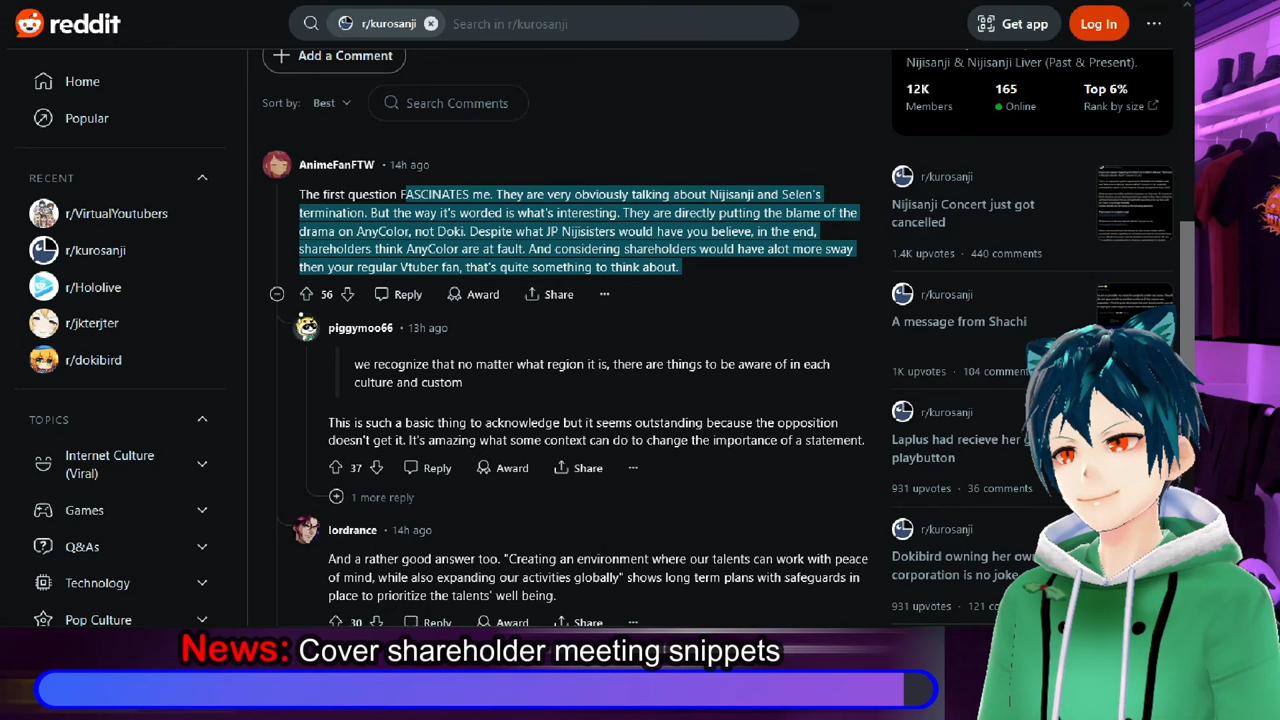 reddit
r/kurosanji
Search in r/kurosanji
Get app
Log In
Home
Popular
RECENT
r/VirtualYoutubers
r/kurosanji
r/Hololive
r/jkterjter
r/dokibird
TOPICS
Internet Culture
(Viral)
Games
Q&As
Technology
Pop Culture
Add a Comment
Sort by: Best
Search Comments
AnimeFanFTW • 14h ago
The first question me. They are very obviously talking about Nijisanji and Selen's
termination. But the way it's worded is what's interesting. They are directly putting the blame of the
drama on AnyColor not Doki. Despite what JP Nijisisters would have you believe, in the end,
shareholders think AnyColor are at fault. And considering shareholders would have alot more sway
then your regular Vtuber fan, that's quite something to think about.
56 Reply Award Share
piggymoo66 • 13h ago
we recognize that no matter what region it is, there are things to be aware of in each
culture and custom
This is such a basic thing to acknowledge but it seems outstanding because the opposition
doesn't get it. It's amazing what some context can do to change the importance of a statement.
37 Reply Award Share
1 more reply
lordrance • 14h ago
And a rather good answer too. "Creating an environment where our talents can work with peace
of mind, while also expanding our activities globally" shows long term plans with safeguards in
place to prioritize the talents' well being.
30 Reply Award Share
Nijisanji & Nijisanji Liver (Past & Present).
12K 165 Top 6%
Members Online Rank by size
r/kurosanji
Nijisanji Concert just got
cancelled
1.4K upvotes • 440 comments
r/kurosanji
A message from Shachi
1K upvotes • 104 comments
r/kurosanji
Laplus had recieve her
playbutton
931 upvotes • 36 comments
r/kurosanji
Dokibird owning her own
corporation is no joke
931 upvotes • 121
News: Cover shareholder meeting snippets